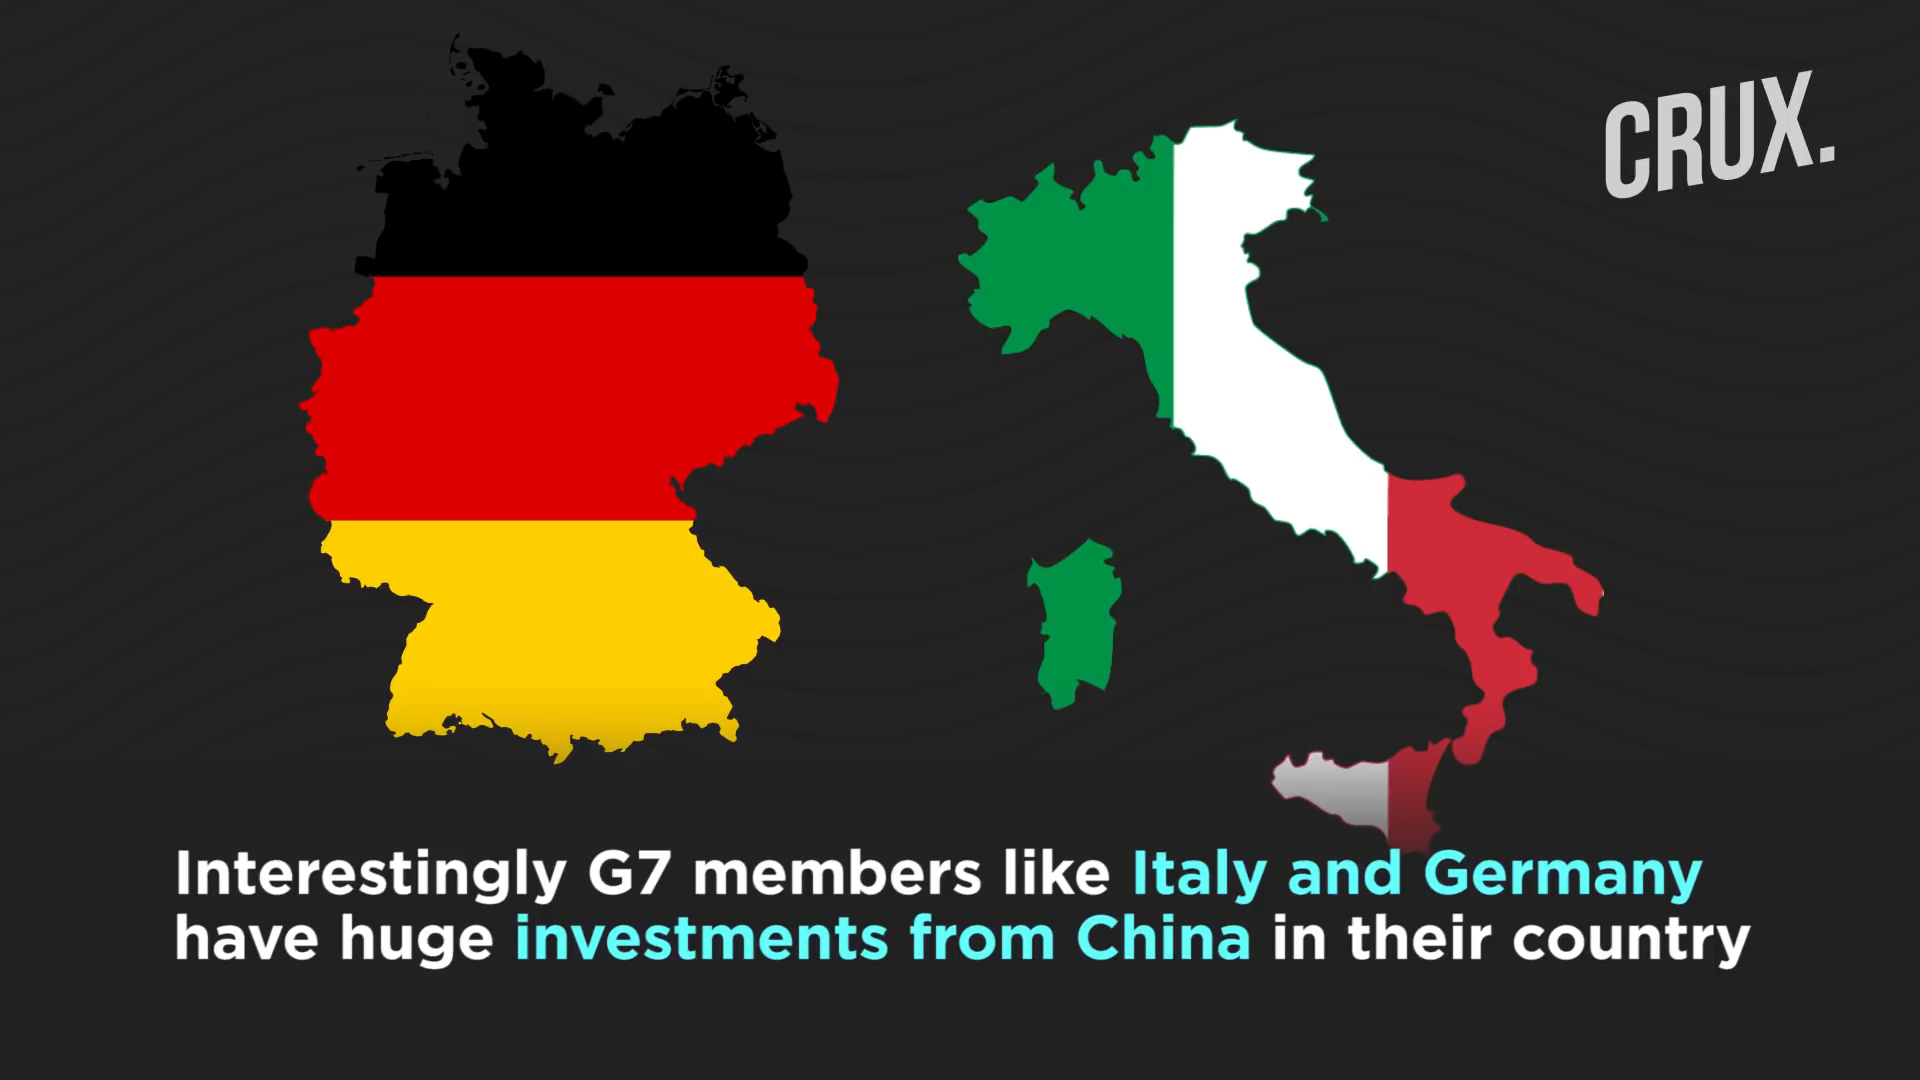 CRUX.
Interestingly G7 members like Italy and Germany
have huge investments from China in their country